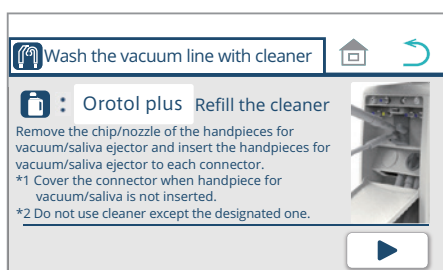 Wash the vacuum line with cleaner
: Orotol plus Refill the cleaner
Remove the chip/nozzle of the handpieces for
vacuum/saliva ejector and insert the handpieces for
vacuum/saliva ejector to each connector.
*1 Cover the connector when handpiece for
vacuum/saliva is not inserted.
*2 Do not use cleaner except the designated one.